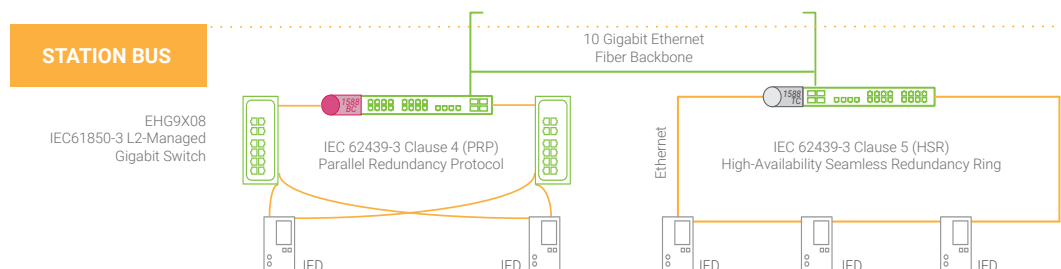 10 Gigabit Ethernet
Fiber Backbone
STATION BUS
1588
BC
1588
TC
EHG9X08
IEC61850-3 L2-Managed
Gigabit Switch
IEC 62439-3 Clause 4 (PRP)
Parallel Redundancy Protocol
Ethernet
IEC 62439-3 Clause 5 (HSR)
High-Availability Seamless Redundancy Ring
IED
IED
IED
IED
IED